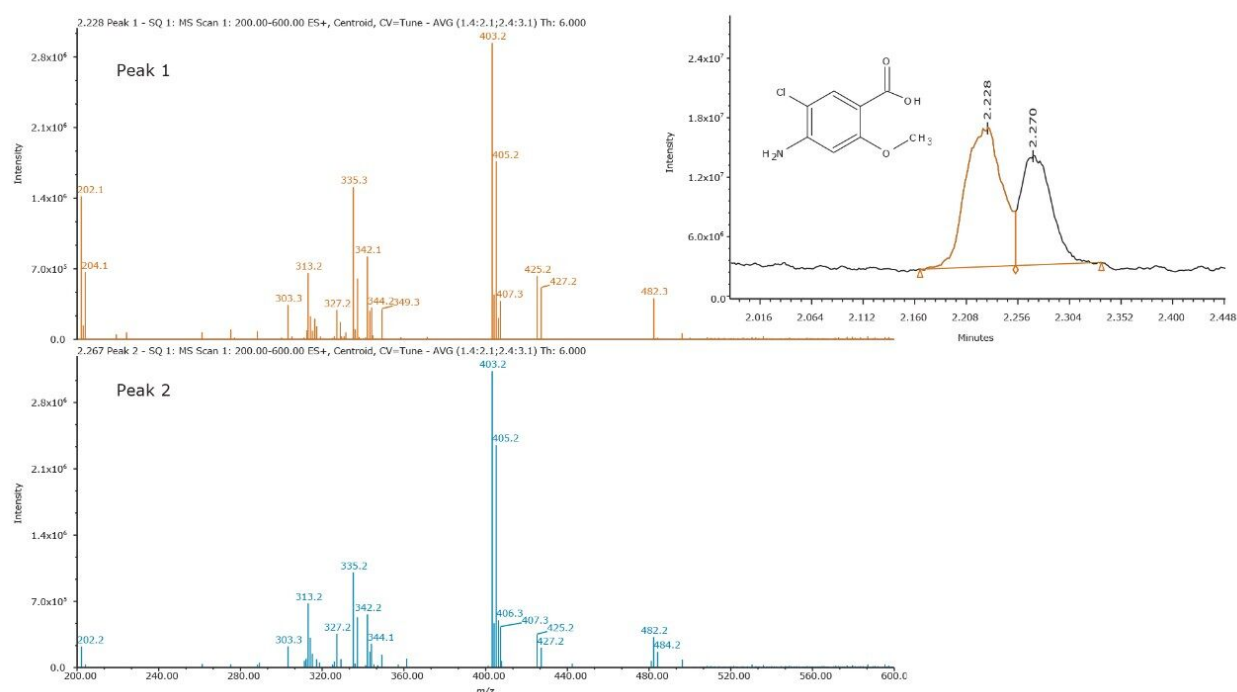 2.228 Peak 1 - SQ 1: MS Scan 1: 200.00-600.00 ES+, Centroid, CV=Tune - AVG (1.4:2.1;2.4:3.1) Th: 6.000
Peak 1
Intensity
2.8x10⁶
2.1x10⁶
1.4x10⁶
7.0x10⁵
0.0
202.1
204.1
303.3
313.2
327.2
335.3
342.1
344.2
349.3
403.2
405.2
407.3
425.2
427.2
482.3
2.267 Peak 2 - SQ 1: MS Scan 1: 200.00-600.00 ES+, Centroid, CV=Tune - AVG (1.4:2.1;2.4:3.1) Th: 6.000
Peak 2
Intensity
2.8x10⁶
2.1x10⁶
1.4x10⁶
7.0x10⁵
0.0
202.2
303.3
313.2
327.2
335.2
342.2
344.1
403.2
405.2
406.3
407.3
425.2
427.2
482.2
484.2
200.00 240.00 280.00 320.00 360.00 400.00 440.00 480.00 520.00 560.00 600.0
m/z
Intensity
2.4x10⁷
1.8x10⁷
1.2x10⁷
6.0x10⁶
0.0
Cl
O
OH
H₂N
O
CH₃
2.228
2.270
2.016 2.064 2.112 2.160 2.208 2.256 2.304 2.352 2.400 2.448
Minutes